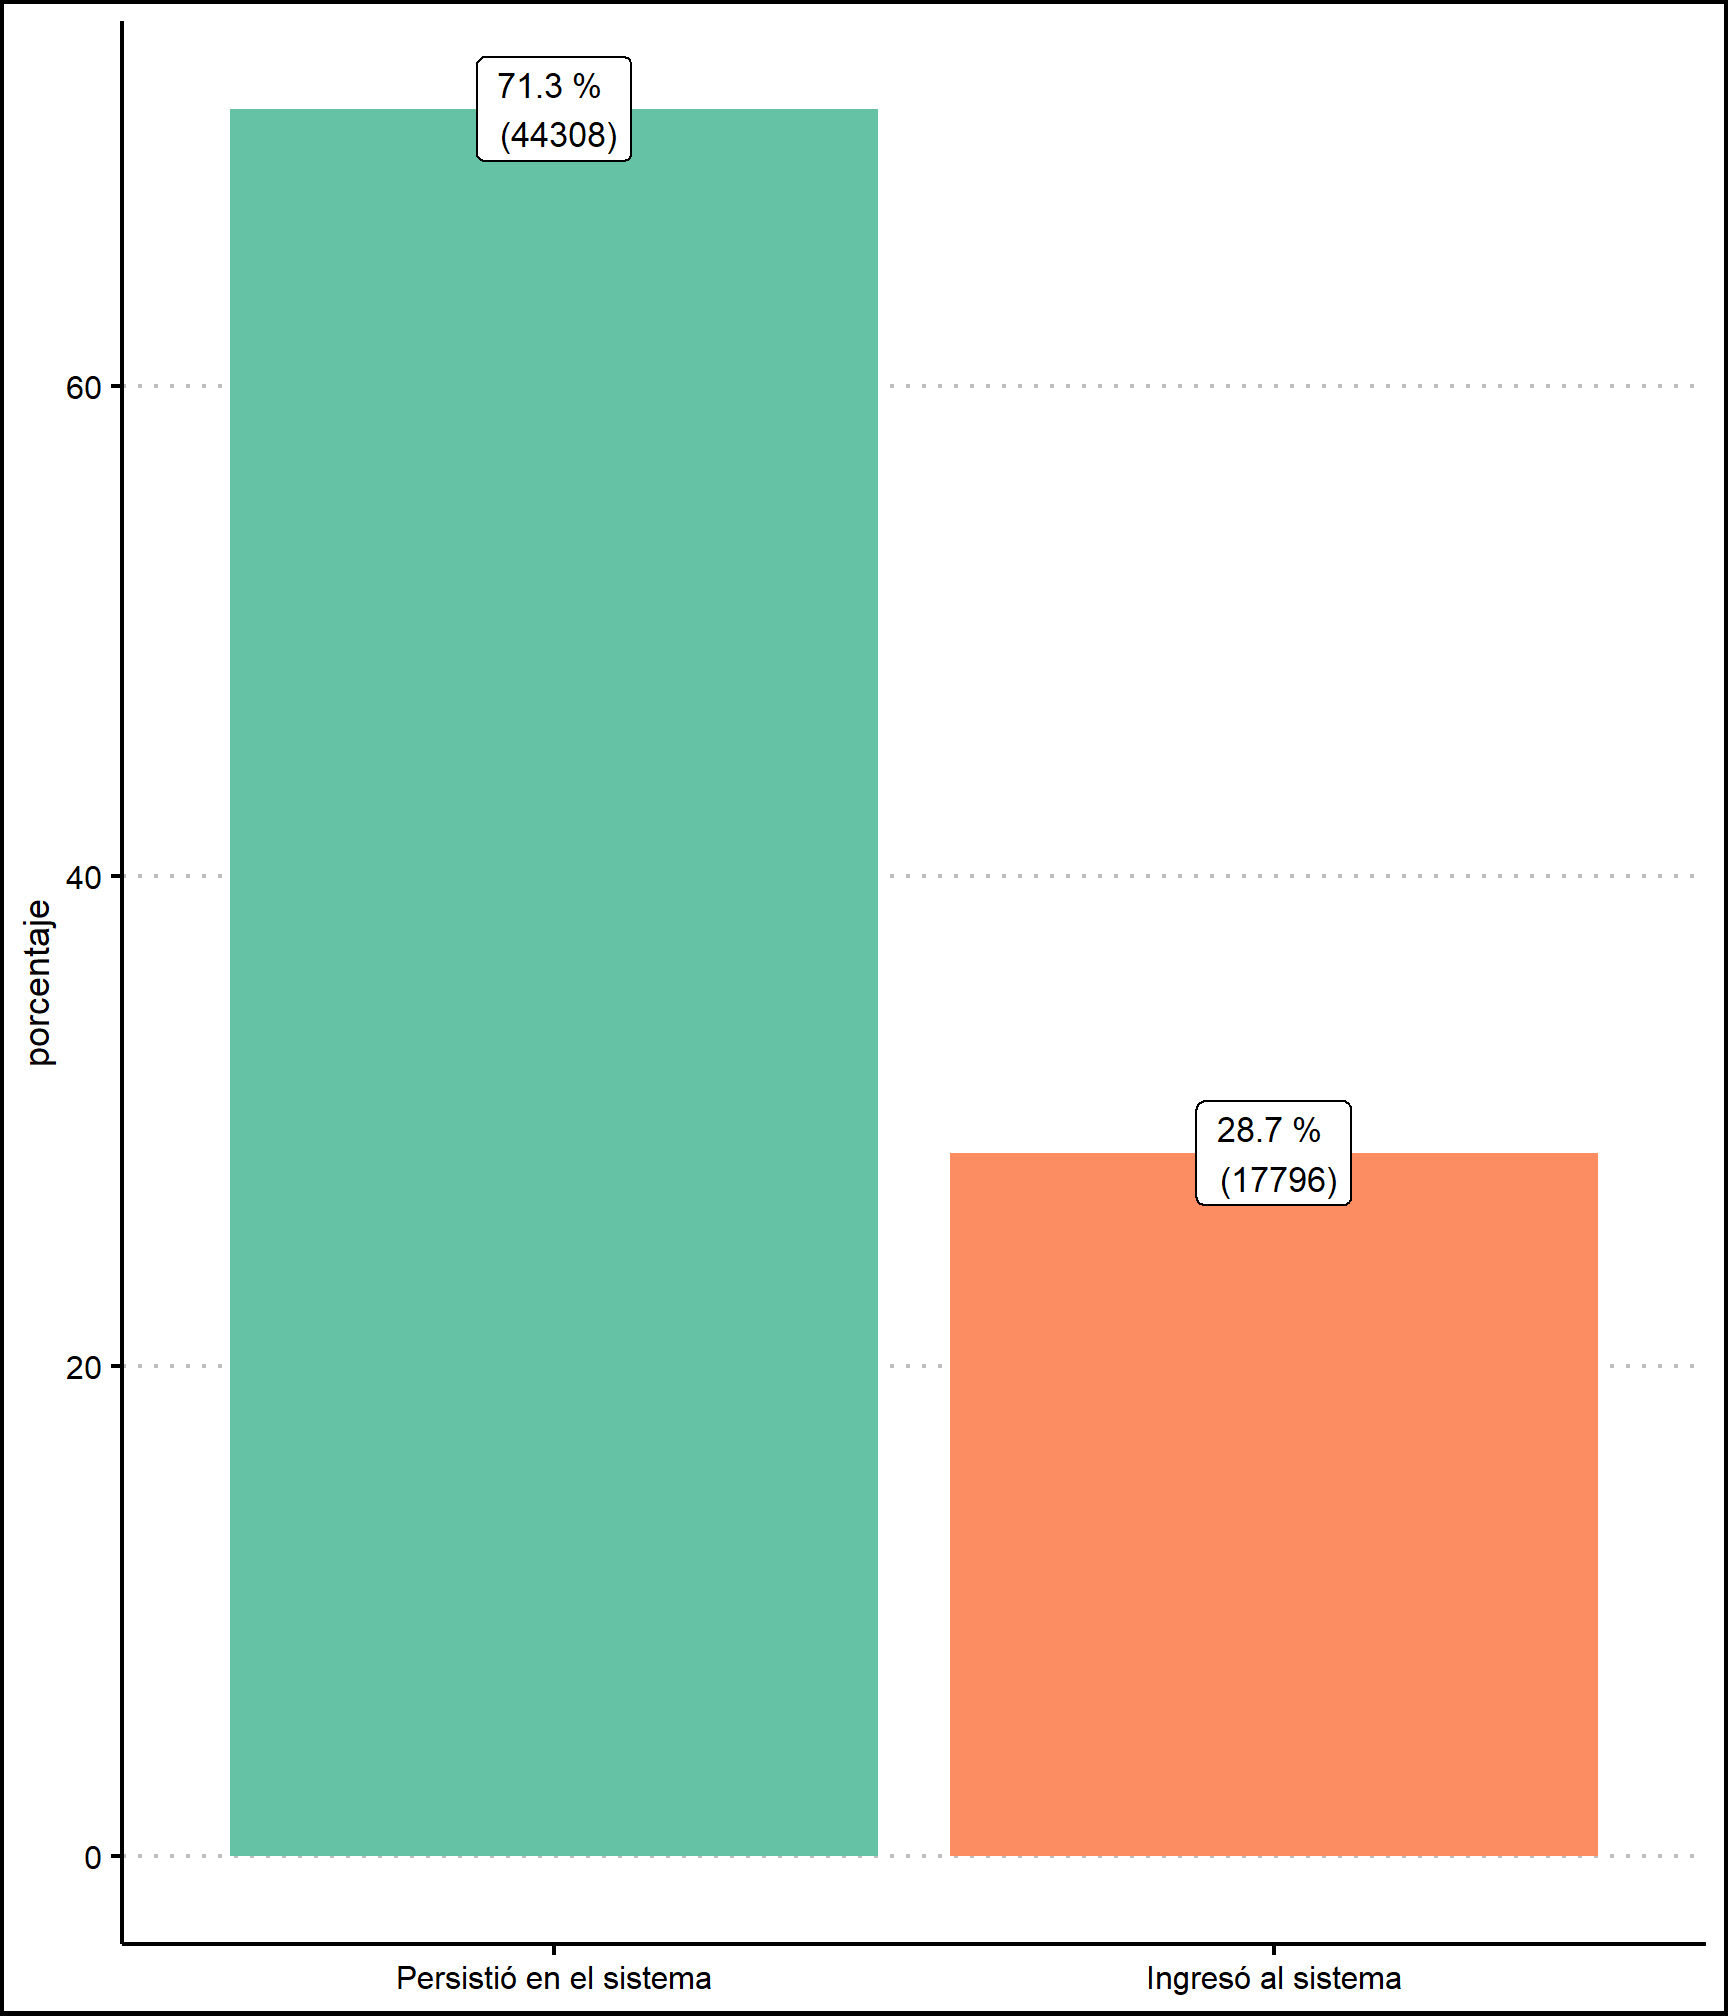 71.3 %
(44308)
60
40
porcentaje
28.7 %
(17796)
20
0
Persistió en el sistema
Ingresó al sistema